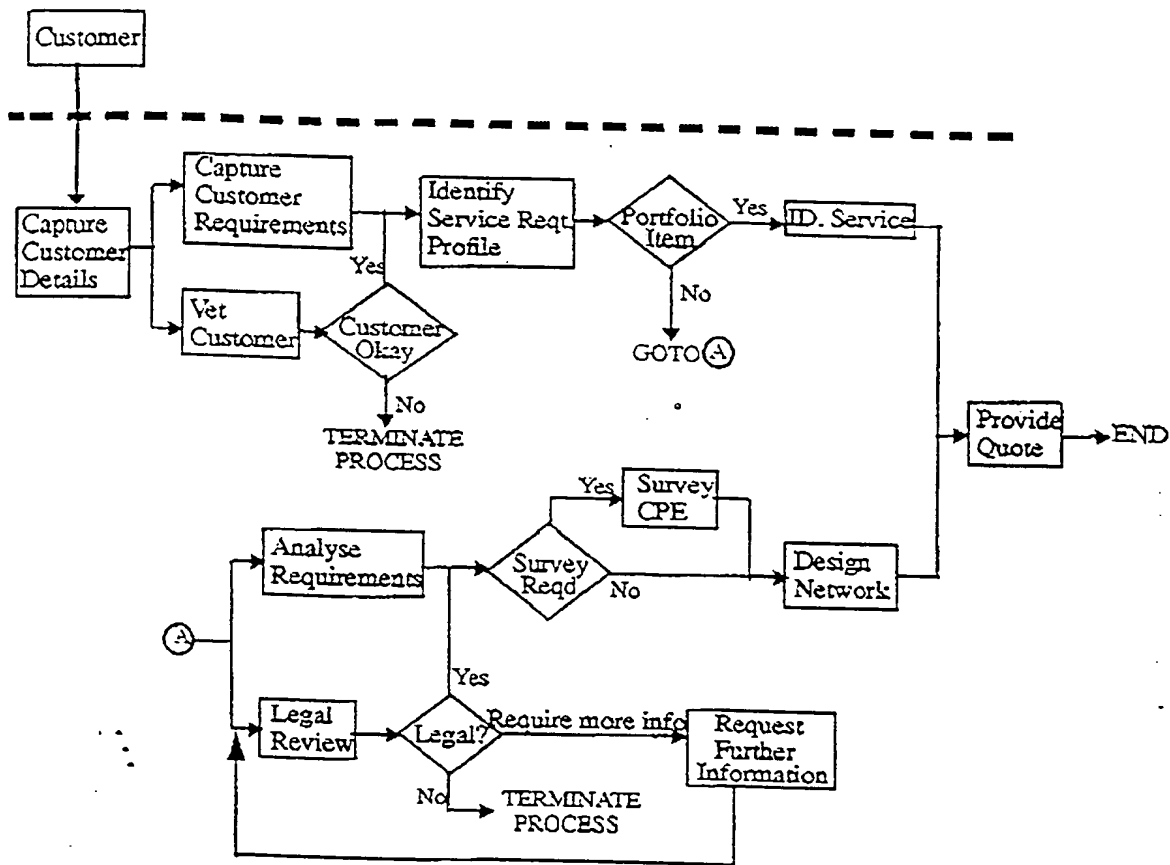 Customer
Capture
Customer
Details
Capture
Customer
Requirements
Identify
Service Reqt.
Profile
Portfolio
Item
Yes
ID. Service
No
GOTO A
Yes
Vet
Customer
Customer
Okay
No
TERMINATE
PROCESS
Provide
Quote
END
Analyse
Requirements
Survey
Reqd
Yes
Survey
CPE
No
Design
Network
A
Yes
Legal
Review
Legal?
Require more info
Request
Further
Information
No
TERMINATE
PROCESS